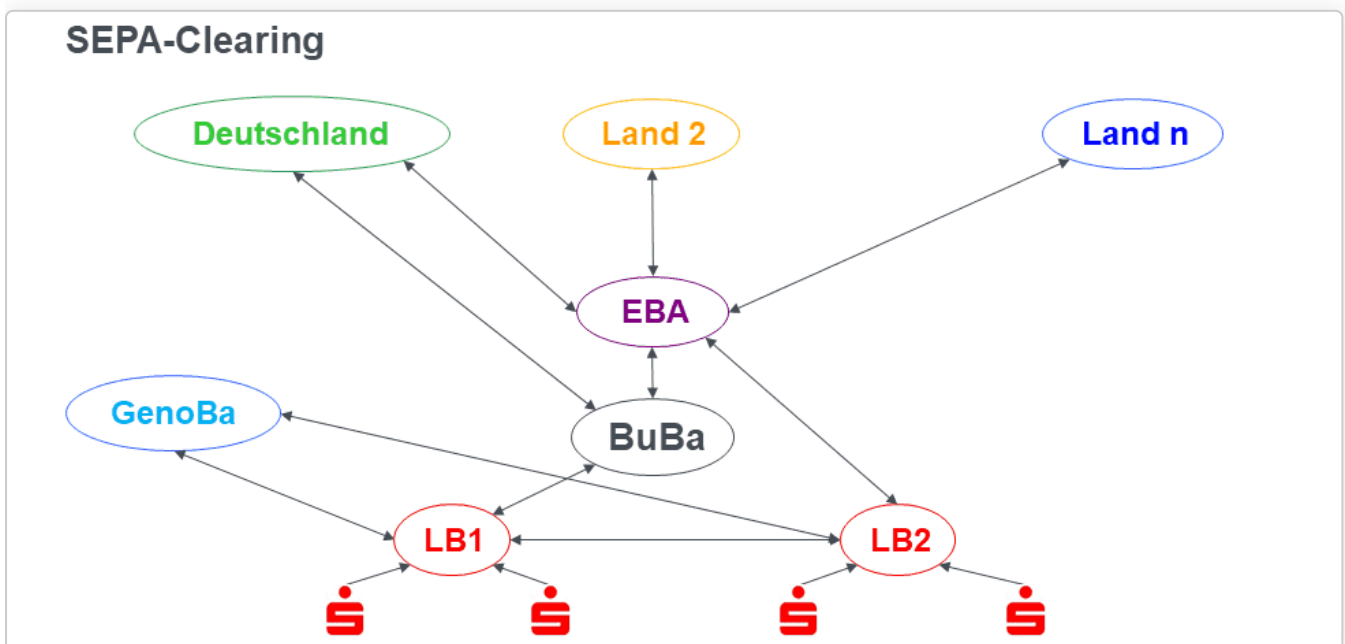 SEPA-Clearing
Deutschland
Land 2
Land n
EBA
GenoBa
BuBa
LB1
LB2